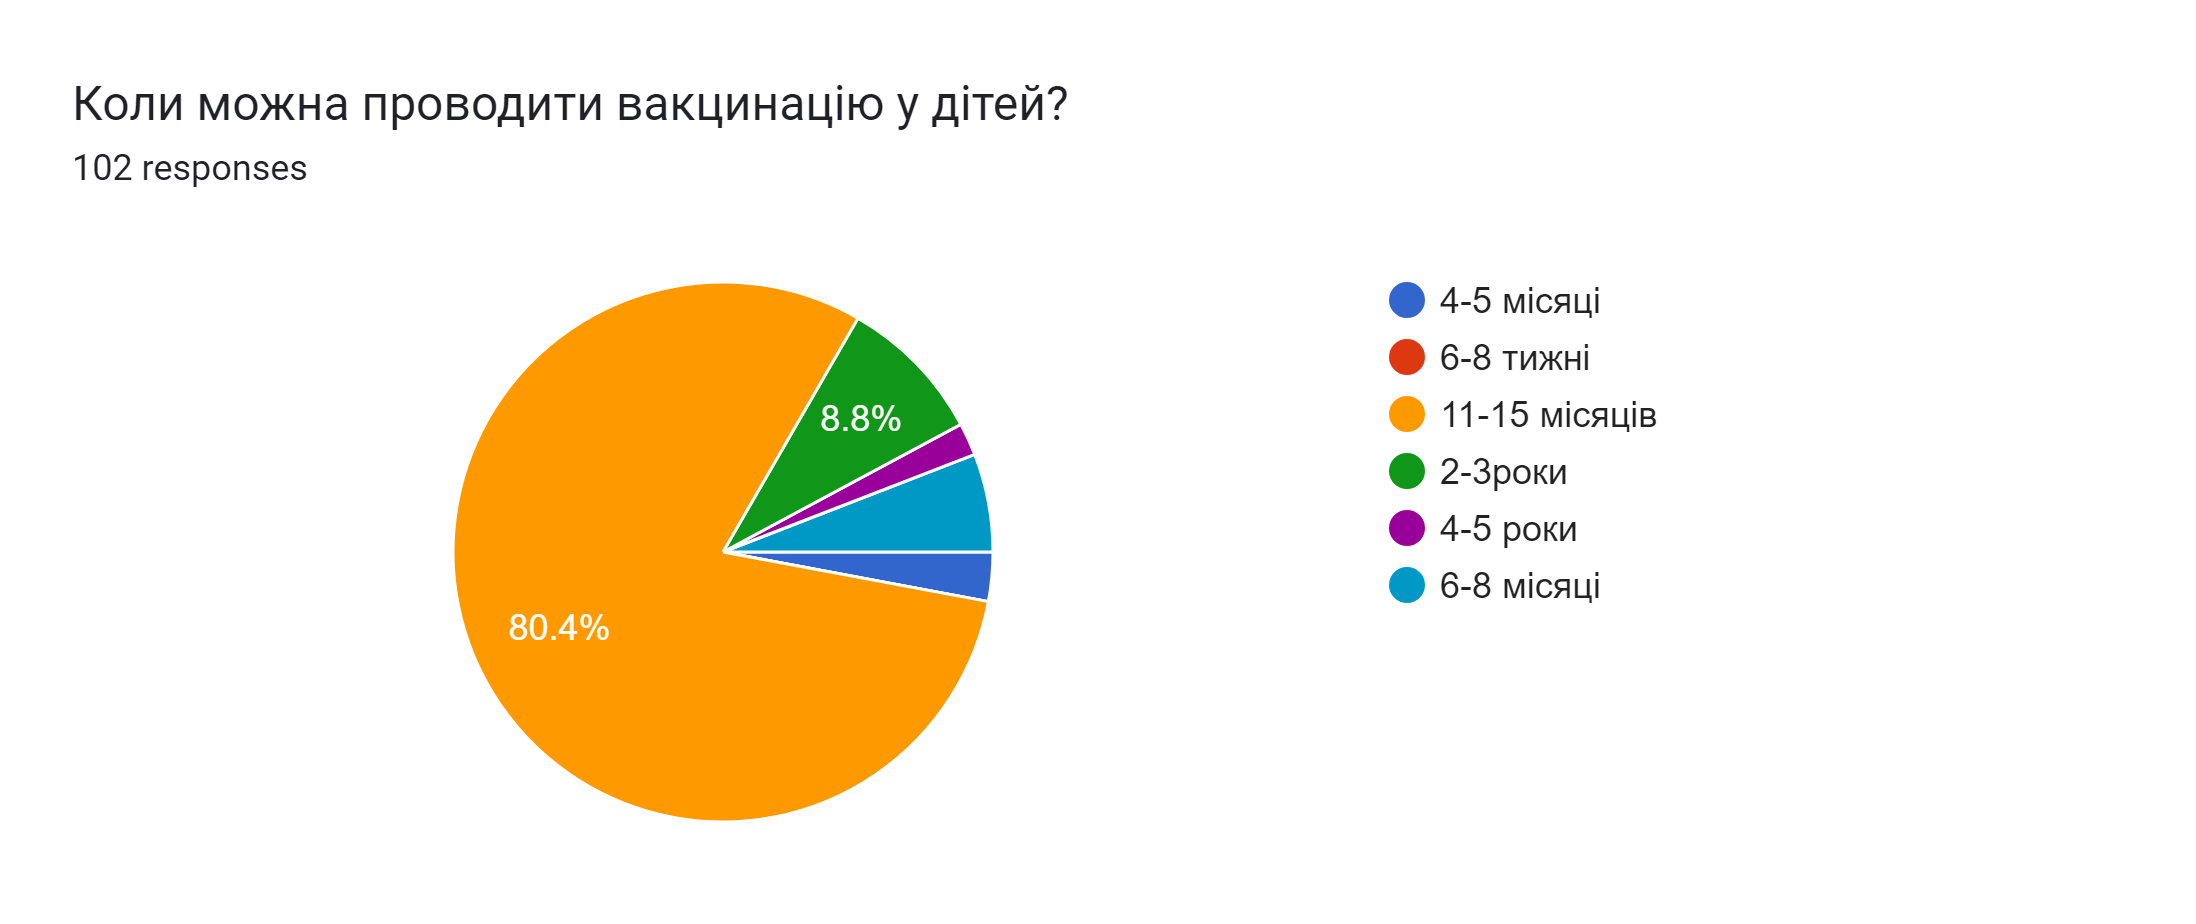 Коли можна проводити вакцинацію у дітей?
102 responses
8.8%
80.4%
4-5 місяці
6-8 тижні
11-15 місяців
2-3роки
4-5 роки
6-8 місяці